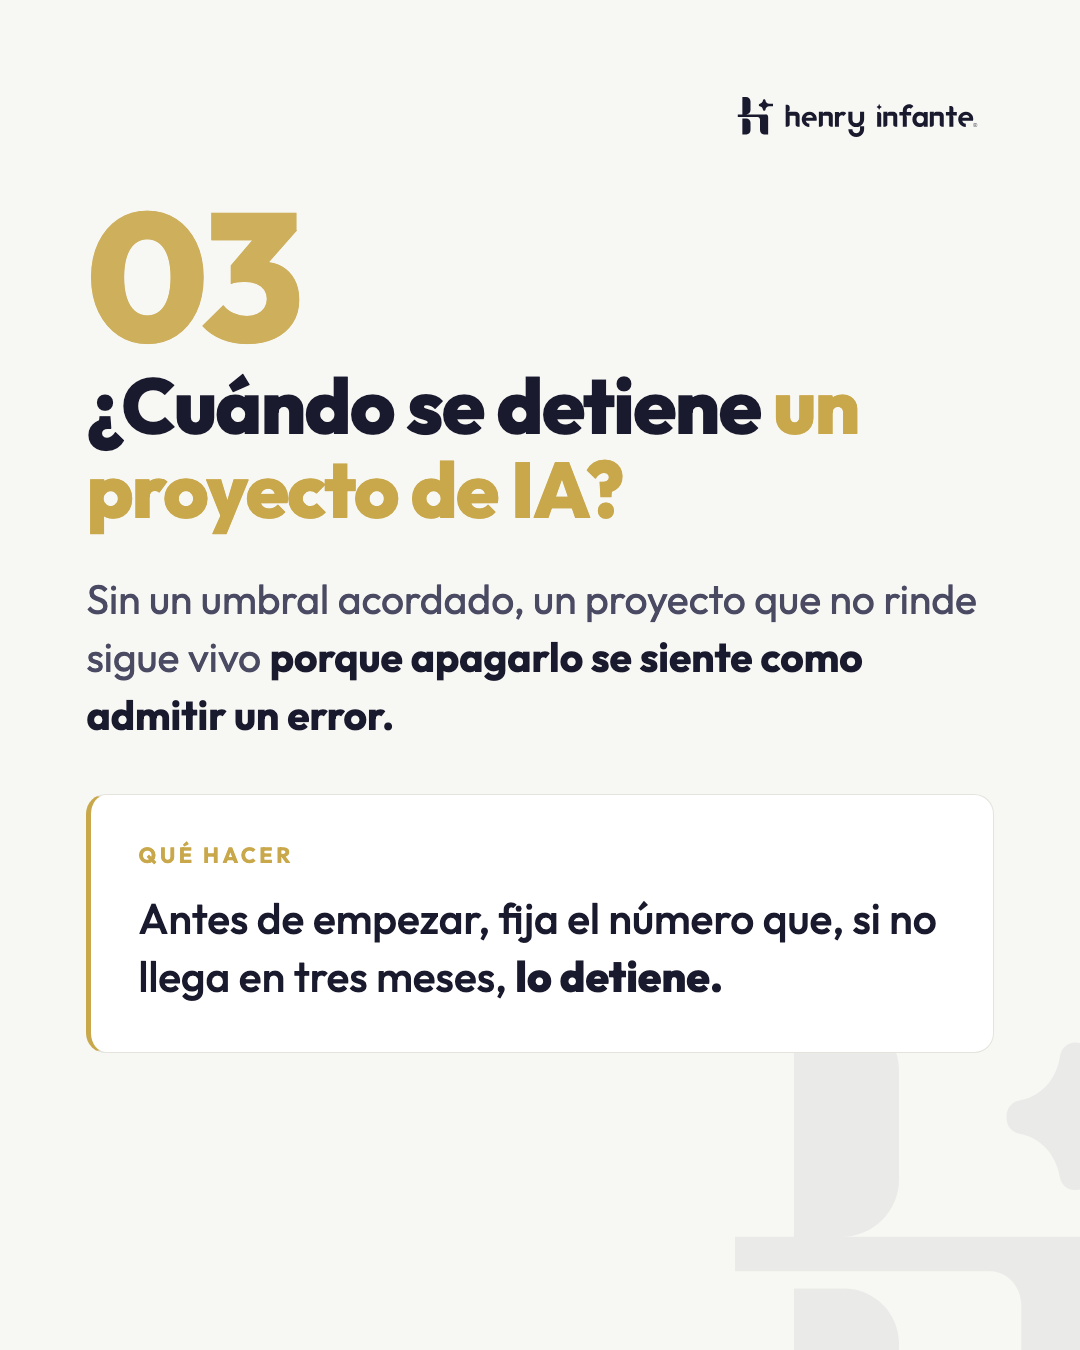 henry infante
03
¿Cuándo se detiene un
proyecto de IA?
Sin un umbral acordado, un proyecto que no rinde
sigue vivo porque apagarlo se siente como
admitir un error.
QUÉ HACER
Antes de empezar, fija el número que, si no
llega en tres meses, lo detiene.